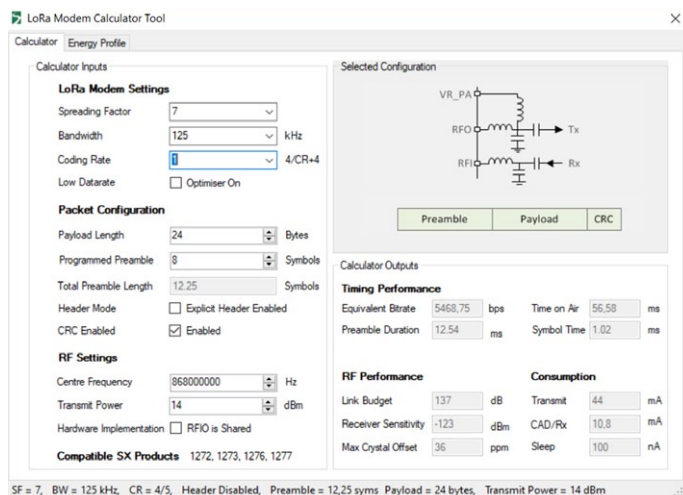 LoRa Modem Calculator Tool
Calculator Energy Profile
Calculator Inputs
LoRa Modem Settings
Spreading Factor 7
Bandwidth 125 kHz
Coding Rate 1 4/CR+4
Low Datarate Optimiser On
Packet Configuration
Payload Length 24 Bytes
Programmed Preamble 8 Symbols
Total Preamble Length 12.25 Symbols
Header Mode Explicit Header Enabled
CRC Enabled Enabled
RF Settings
Centre Frequency 868000000 Hz
Transmit Power 14 dBm
Hardware Implementation RFIO is Shared
Compatible SX Products 1272, 1273, 1276, 1277
Selected Configuration
VR_PA
RFO Tx
RFI Rx
Preamble Payload CRC
Calculator Outputs
Timing Performance
Equivalent Bitrate 5468,75 bps Time on Air 56,58 ms
Preamble Duration 12.54 ms Symbol Time 1.02 ms
RF Performance Consumption
Link Budget 137 dB Transmit 44 mA
Receiver Sensitivity -123 dBm CAD/Rx 10,8 mA
Max Crystal Offset 36 ppm Sleep 100 nA
SF = 7, BW = 125 kHz, CR = 4/5, Header Disabled, Preamble = 12,25 syms Payload = 24 bytes, Transmit Power = 14 dBm